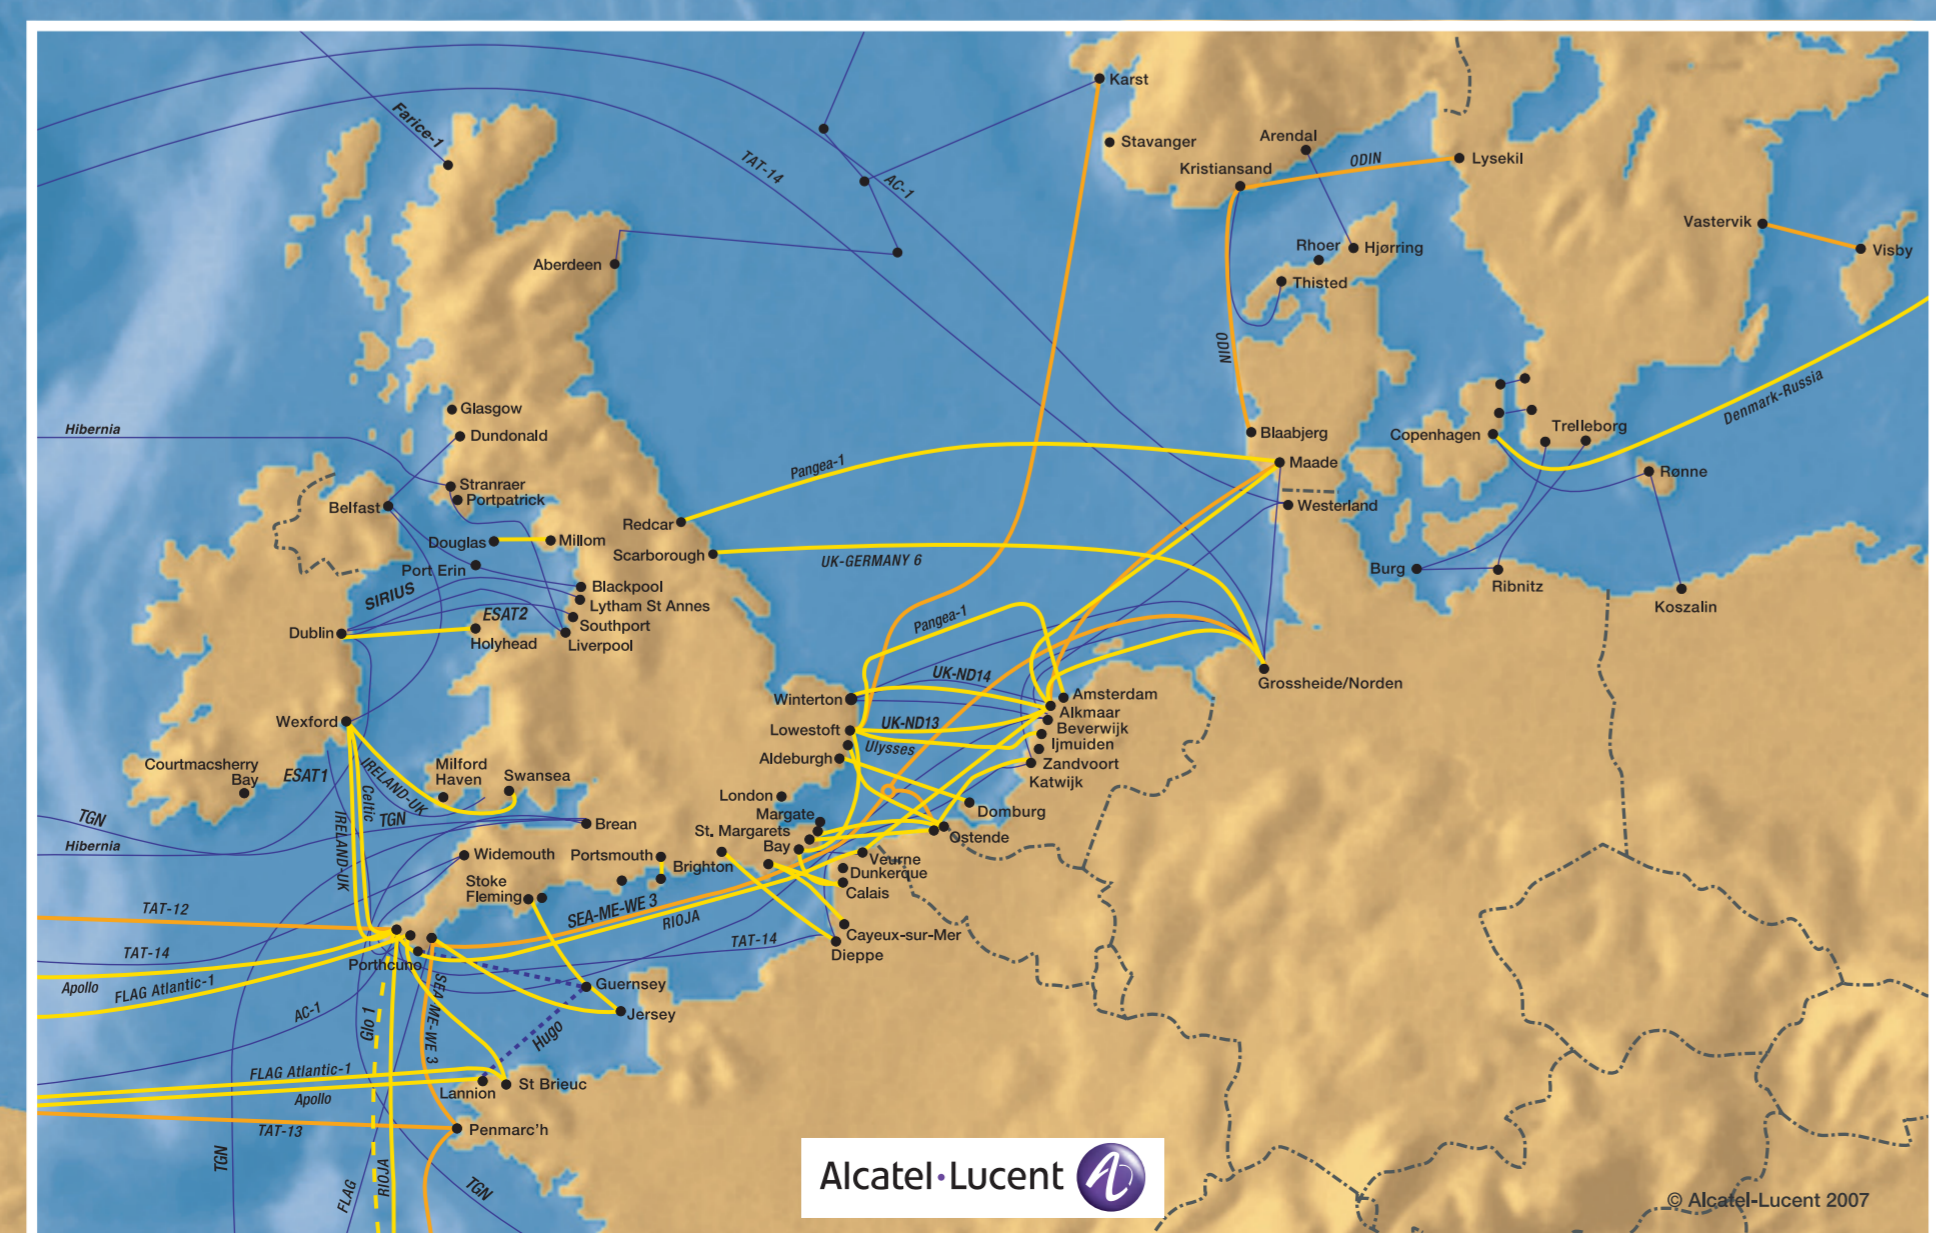 Karst
Farice-1
Stavanger
Arendal
TAT-14
AC-1
Kristiansand
ODIN
Lysekil
Vastervik
Visby
Rhoer
Hjørring
Aberdeen
Thisted
ODIN
Denmark-Russia
Glasgow
Hibernia
Dundonald
Blaabjerg
Copenhagen
Trelleborg
Pangea-1
Maade
Rønne
Stranraer
Portpatrick
Belfast
Westerland
Redcar
Douglas
Millom
Scarborough
UK-GERMANY 6
Port Erin
Burg
Ribnitz
SIRIUS
Blackpool
Lytham St Annes
Koszalin
ESAT2
Southport
Pangea-1
Dublin
Holyhead
Liverpool
UK-ND14
Grossheide/Norden
Winterton
Amsterdam
Alkmaar
Wexford
Lowestoft
UK-ND13
Beverwijk
Ulysses
Ijmuiden
Aldeburgh
Zandvoort
Courtmacsherry
Bay
ESAT1
IRELAND-UK
Milford
Haven
Swansea
Katwijk
London
Celtic
TGN
TGN
Margate
Domburg
Brean
St. Margarets
Bay
Ostende
Hibernia
IRELAND-UK
Widemouth
Portsmouth
Brighton
Veurne
Dunkerque
Stoke
Fleming
Calais
TAT-12
SEA-ME-WE 3
RIOJA
Cayeux-sur-Mer
TAT-14
TAT-14
Dieppe
Porthcuno
Apollo
FLAG Atlantic-1
Guernsey
AC-1
Glo 1
SEA ME-WE 3
Jersey
Hugo
FLAG Atlantic-1
St Brieuc
Lannion
Apollo
TAT-13
Penmarc'h
TGN
RIOJA
FLAG
TGN
Alcatel·Lucent
© Alcatel-Lucent 2007